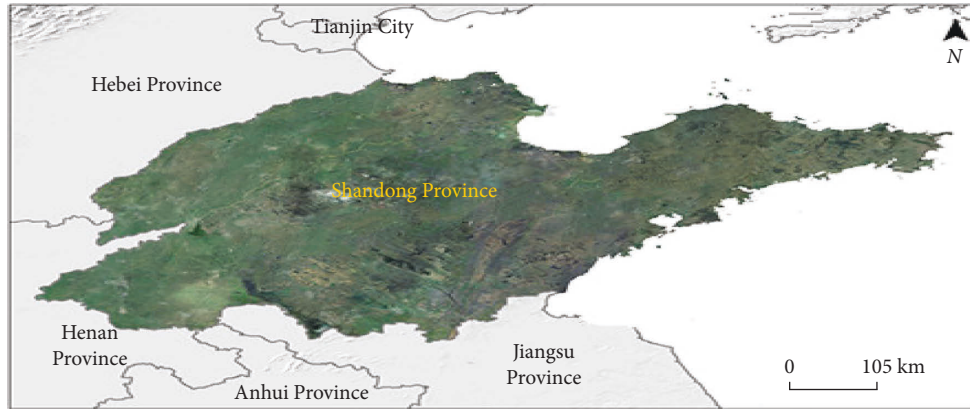 Tianjin City
N
Hebei Province
Shandong Province
Henan
Province
Jiangsu
Province
Anhui Province
0 105 km